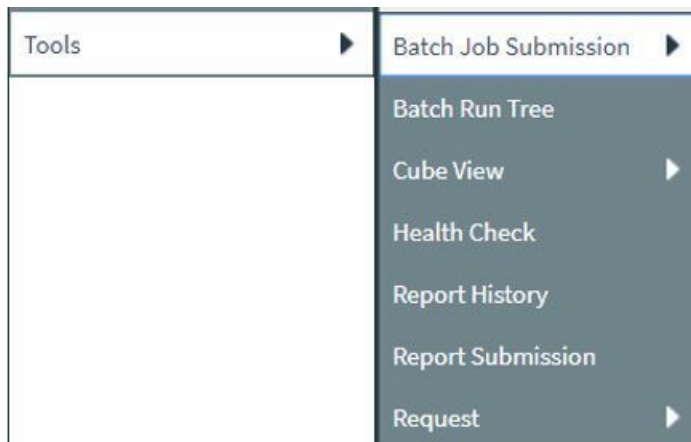 Tools
Batch Job Submission
Batch Run Tree
Cube View
Health Check
Report History
Report Submission
Request